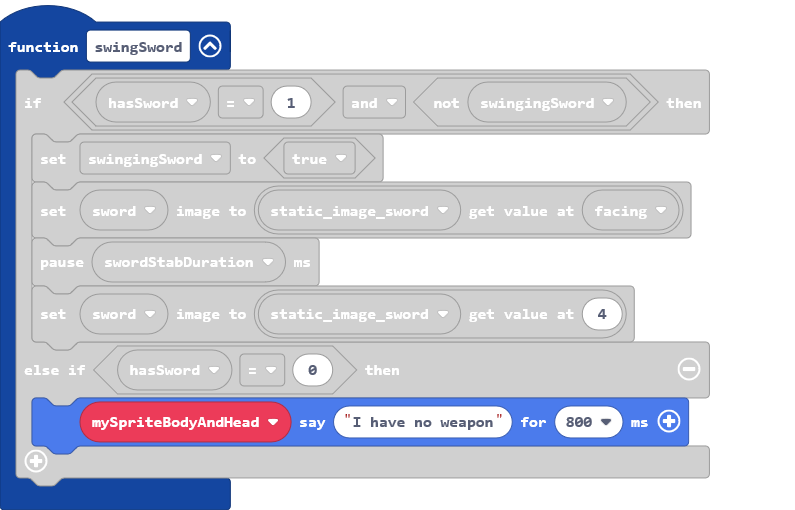 function swingSword
if hasSword = 1 and not swingingSword then
set swingingSword to true
set sword image to static_image_sword get value at facing
pause swordStabDuration ms
set sword image to static_image_sword get value at 4
else if hasSword = 0 then
mySpriteBodyAndHead say "I have no weapon" for 800 ms